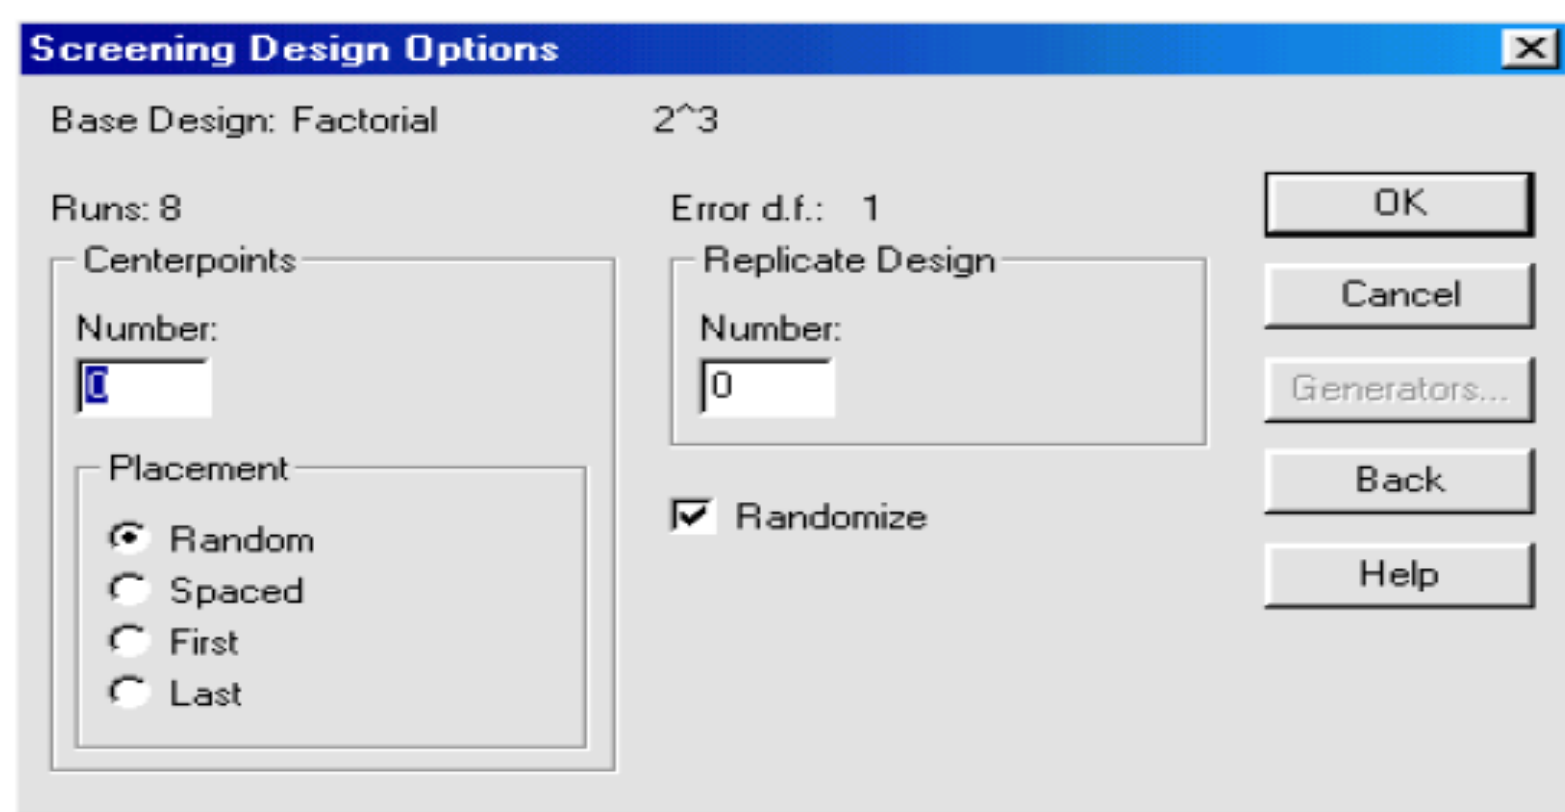 Screening Design Options
Base Design: Factorial 2^3
Runs: 8 Error d.f.: 1
Centerpoints
Number:
0
Placement
Random
Spaced
First
Last
Replicate Design
Number:
0
Randomize
OK
Cancel
Generators...
Back
Help